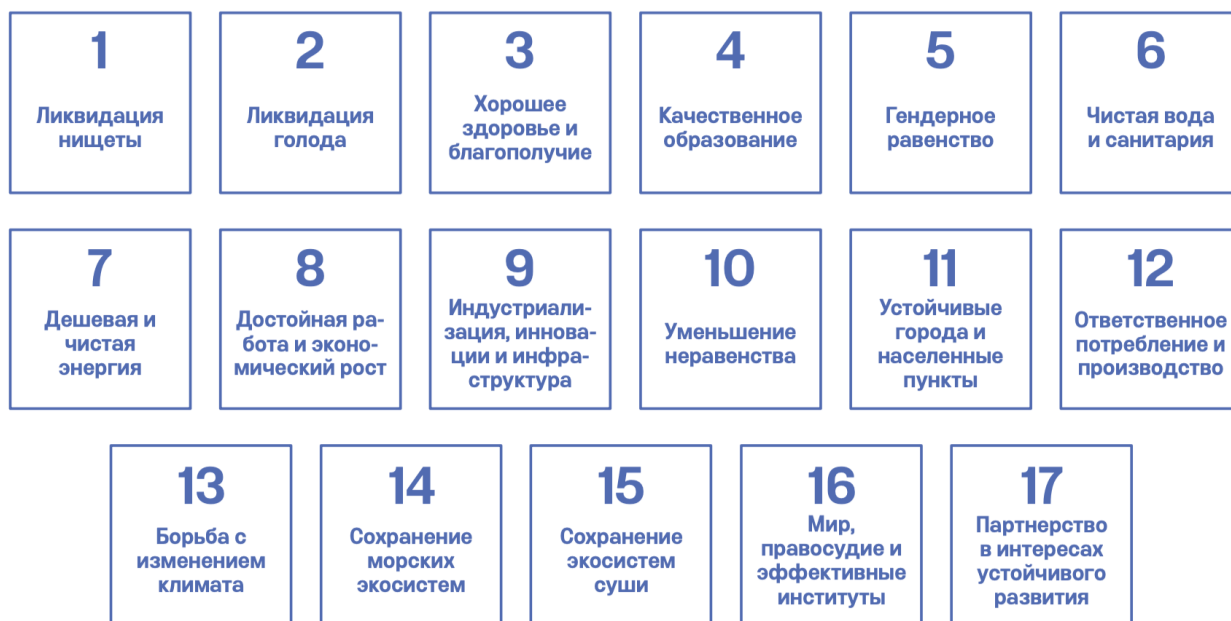 1
Ликвидация
нищеты
2
Ликвидация
голода
3
Хорошее
здоровье и
благополучие
4
Качественное
образование
5
Гендерное
равенство
6
Чистая вода
и санитария
7
Дешевая и
чистая
энергия
8
Достойная ра-
бота и эконо-
мический рост
9
Индустриали-
зация, иннова-
ции и инфра-
структура
10
Уменьшение
неравенства
11
Устойчивые
города и
населенные
пункты
12
Ответственное
потребление и
производство
13
Борьба с
изменением
климата
14
Сохранение
морских
экосистем
15
Сохранение
экосистем
суши
16
Мир,
правосудие и
эффективные
институты
17
Партнерство
в интересах
устойчивого
развития